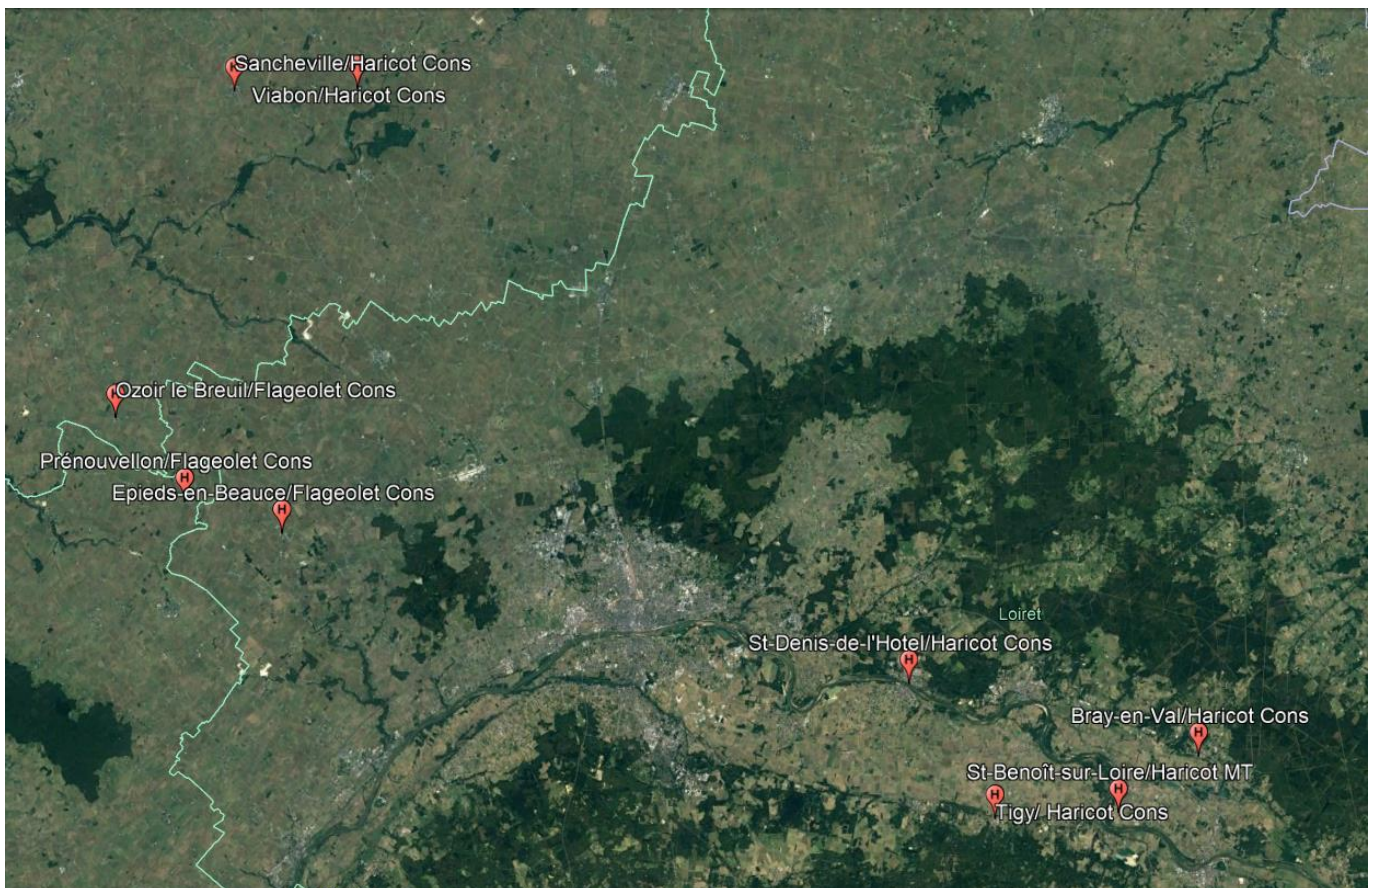 Sancheville/Haricot Cons
Viabon/Haricot Cons
Ozoir le Breuil/Flageolet Cons
Prénouvellon/Flageolet Cons
H
Epieds-en-Beauce/Flageolet Cons
H
Loiret
St-Denis-de-l'Hotel/Haricot Cons
H
Bray-en-Val/Haricot Cons
H
St-Benoît-sur-Loire/Haricot MT
H
H
Tigy/ Haricot Cons